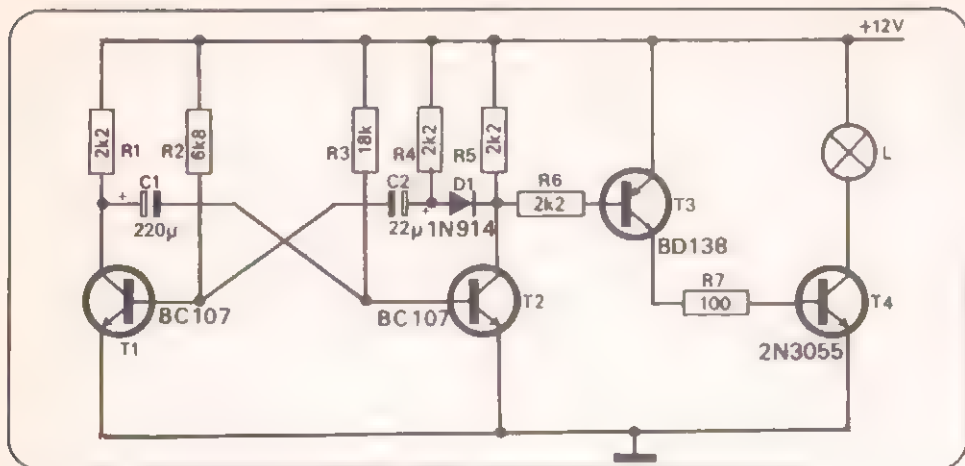 +12V
2k2
R1
R2
6k8
R3
18k
R4
2k2
R5
2k2
C1
+
220µ
C2
+
22µ
D1
1N914
R6
2k2
T3
BD138
L
R7
100
T1
BC107
BC107
T2
T4
2N3055